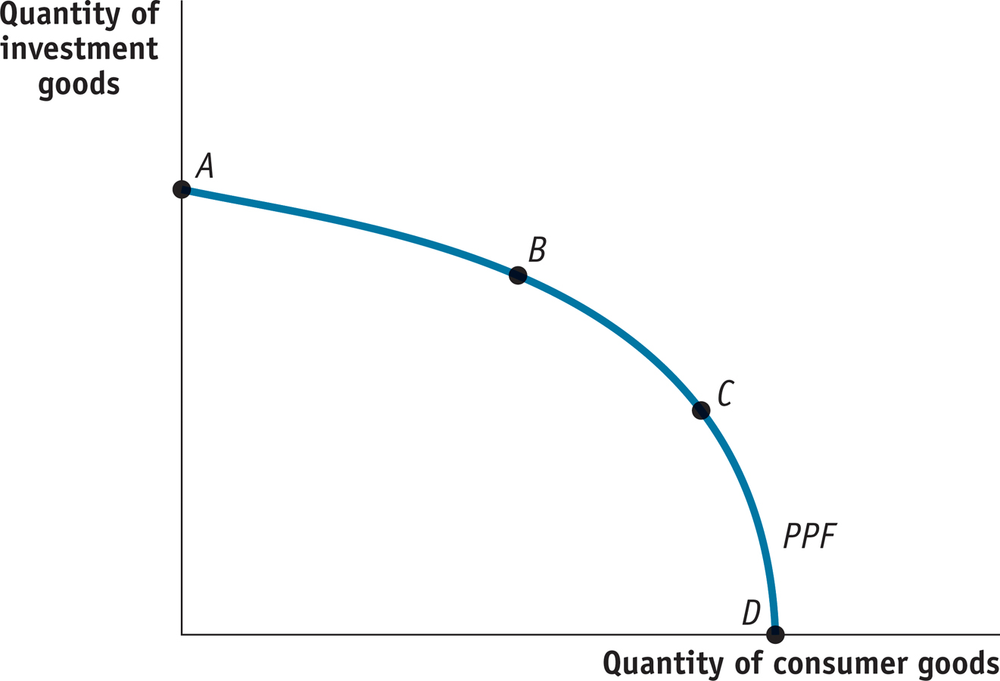 Quantity of
investment
goods
A
B
C
PPF
D
Quantity of consumer goods